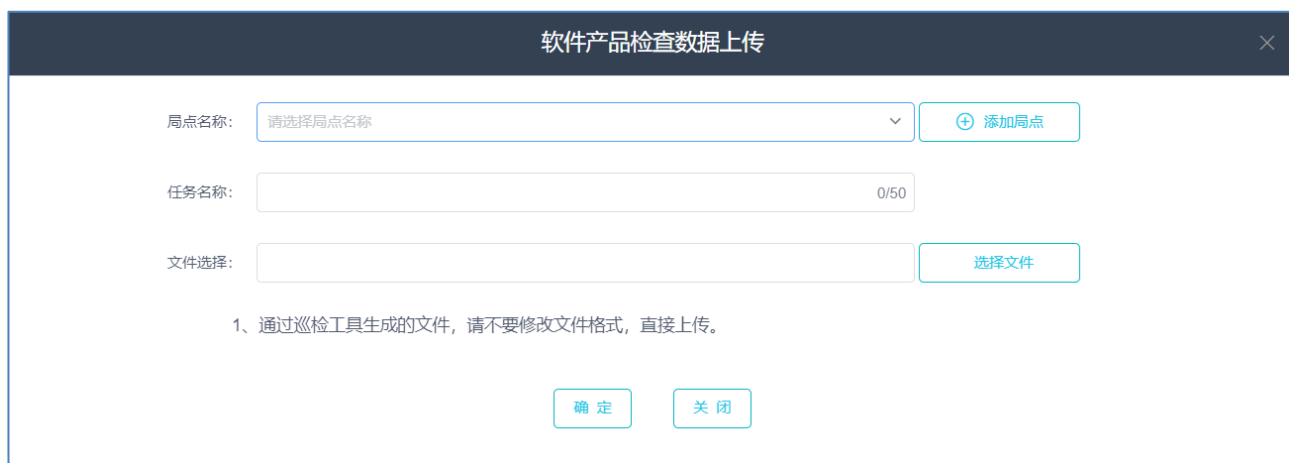 软件产品检查数据上传
局点名称: 请选择局点名称 添加局点
任务名称: 0/50
文件选择: 选择文件
1、通过巡检工具生成的文件，请不要修改文件格式，直接上传。
确 定 关 闭